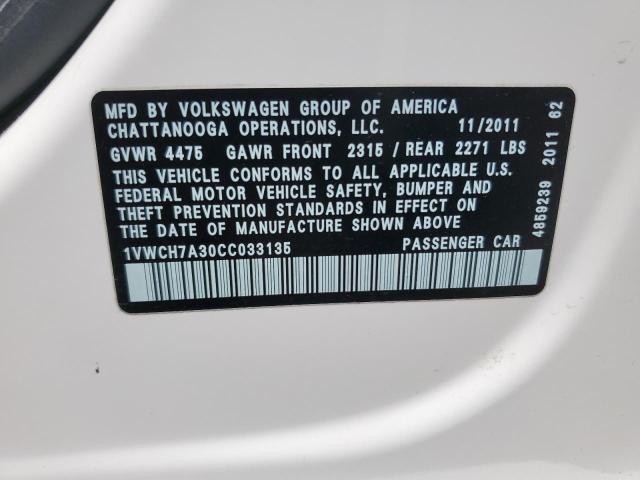 MFD BY VOLKSWAGEN GROUP OF AMERICA
CHATTANOOGA OPERATIONS, LLC. 11/2011
GVWR 4475 GAWR FRONT 2315 / REAR 2271 LBS
THIS VEHICLE CONFORMS TO ALL APPLICABLE U.S.
FEDERAL MOTOR VEHICLE SAFETY, BUMPER AND
THEFT PREVENTION STANDARDS IN EFFECT ON
THE DATE OF MANUFACTURE SHOWN ABOVE
1VWCH7A30CC033135 PASSENGER CAR
4859239 2011 62